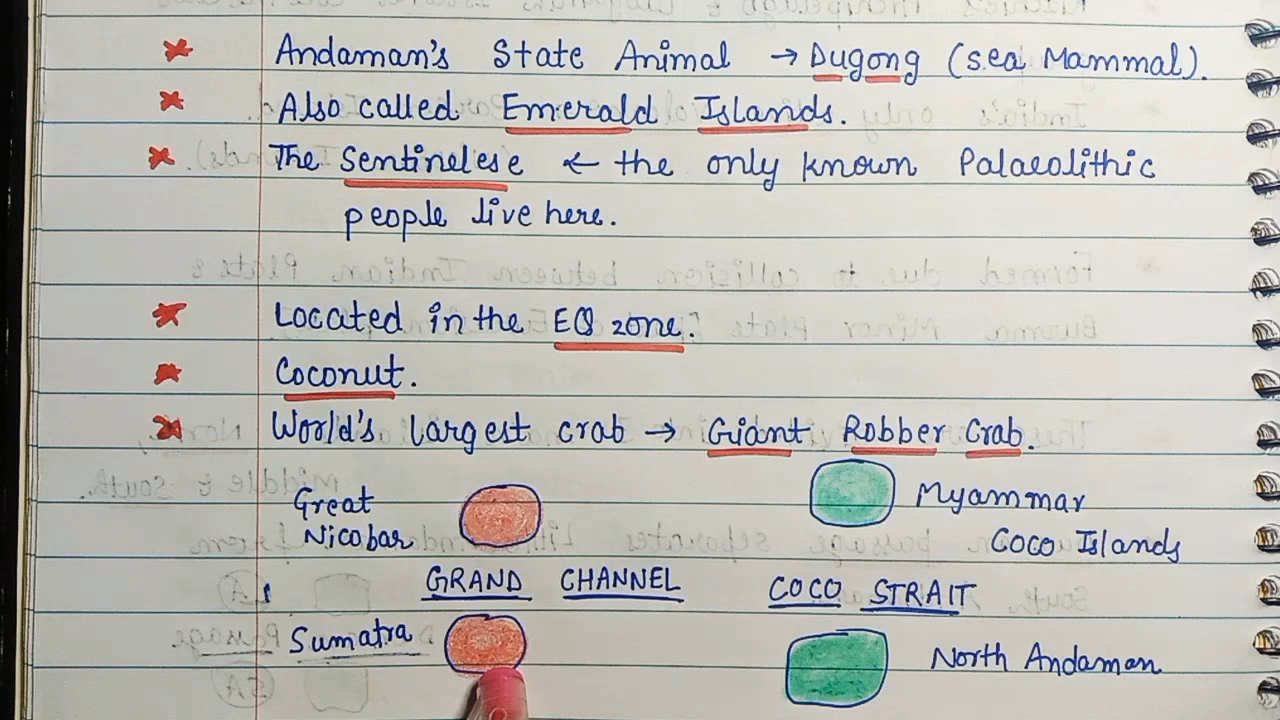 Andaman's State Animal → Dugong (sea Mammal).
Also called Emerald Islands.
The Sentinelese ← the only known Palaeolithic
people live here.
Located in the EQ zone.
Coconut.
World's largest crab → Giant Robber Crab.
Great
Nicobar
Myammar
Coco Islands
GRAND CHANNEL
COCO STRAIT
Sumatra
North Andaman